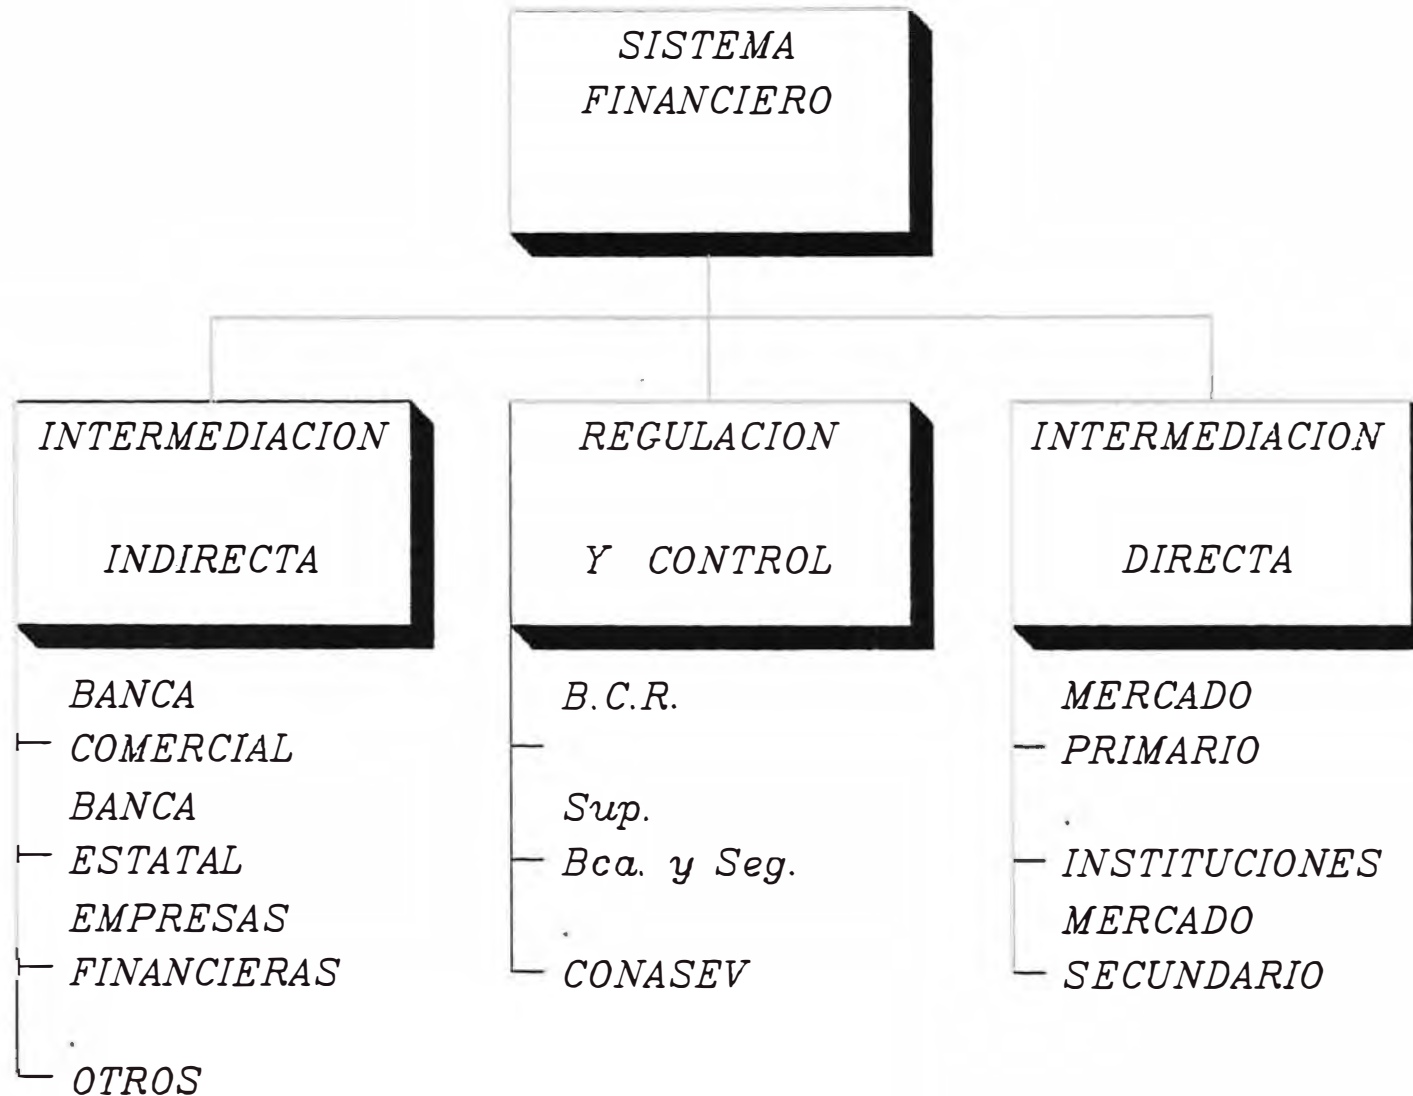 SISTEMA
FINANCIERO
INTERMEDIACION
INDIRECTA
BANCA
COMERCIAL
BANCA
ESTATAL
EMPRESAS
FINANCIERAS
OTROS
REGULACION
Y CONTROL
B.C.R.
Sup.
Bca. y Seg.
CONASEV
INTERMEDIACION
DIRECTA
MERCADO
PRIMARIO
INSTITUCIONES
MERCADO
SECUNDARIO